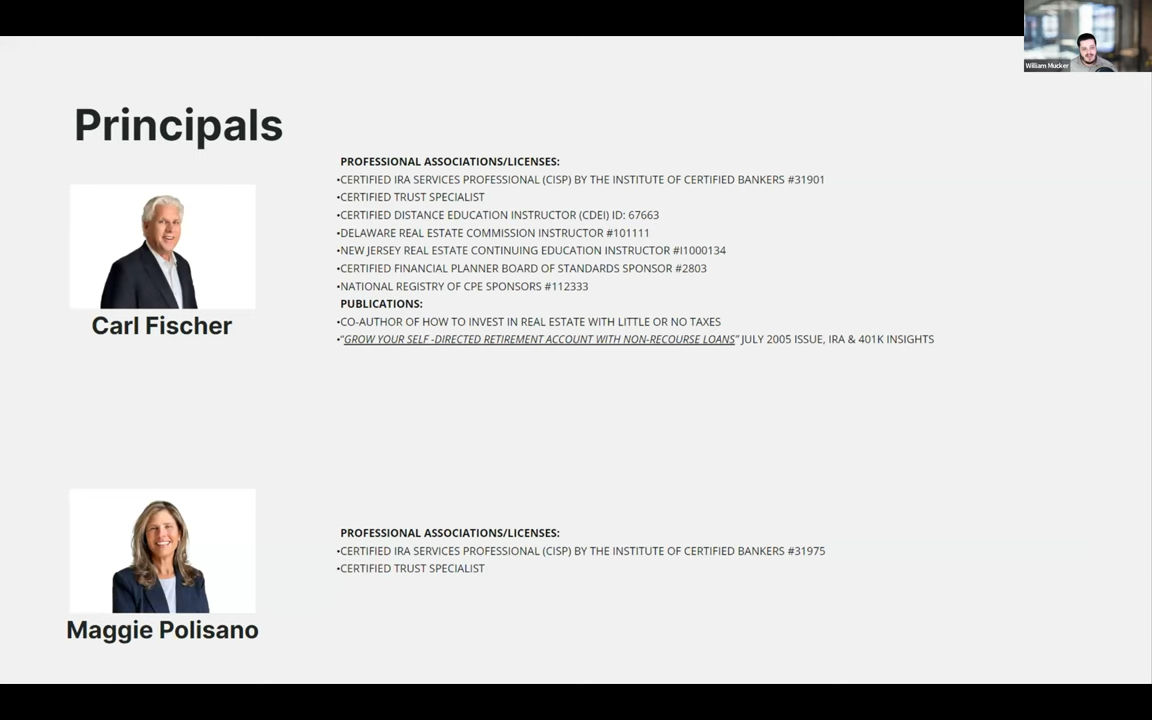 William Mucker
Principals
PROFESSIONAL ASSOCIATIONS/LICENSES:
•CERTIFIED IRA SERVICES PROFESSIONAL (CISP) BY THE INSTITUTE OF CERTIFIED BANKERS #31901
•CERTIFIED TRUST SPECIALIST
•CERTIFIED DISTANCE EDUCATION INSTRUCTOR (CDEI) ID: 67663
•DELAWARE REAL ESTATE COMMISSION INSTRUCTOR #101111
•NEW JERSEY REAL ESTATE CONTINUING EDUCATION INSTRUCTOR #I1000134
•CERTIFIED FINANCIAL PLANNER BOARD OF STANDARDS SPONSOR #2803
•NATIONAL REGISTRY OF CPE SPONSORS #112333
PUBLICATIONS:
•CO-AUTHOR OF HOW TO INVEST IN REAL ESTATE WITH LITTLE OR NO TAXES
•“GROW YOUR SELF -DIRECTED RETIREMENT ACCOUNT WITH NON-RECOURSE LOANS” JULY 2005 ISSUE, IRA & 401K INSIGHTS
Carl Fischer
PROFESSIONAL ASSOCIATIONS/LICENSES:
•CERTIFIED IRA SERVICES PROFESSIONAL (CISP) BY THE INSTITUTE OF CERTIFIED BANKERS #31975
•CERTIFIED TRUST SPECIALIST
Maggie Polisano